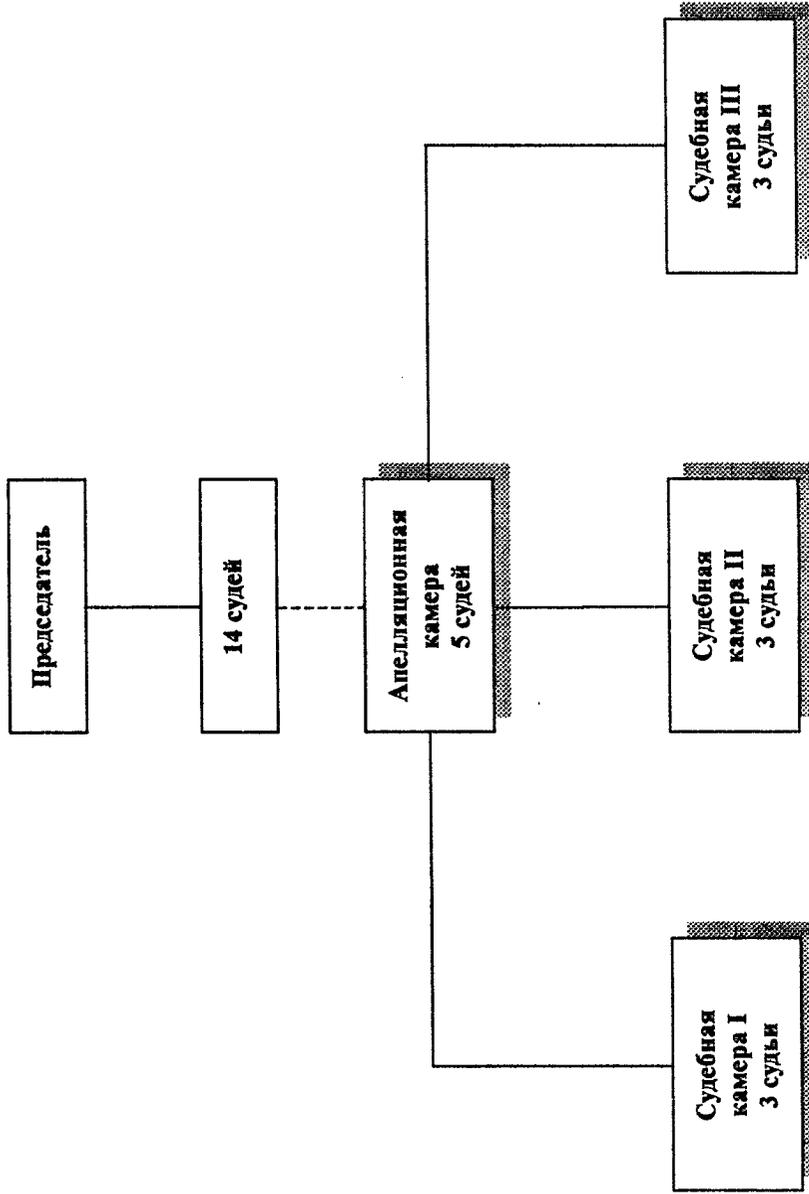 Председатель
14 судей
Апелляционная
камера
5 судей
Судебная
камера I
3 судьи
Судебная
камера II
3 судьи
Судебная
камера III
3 судьи